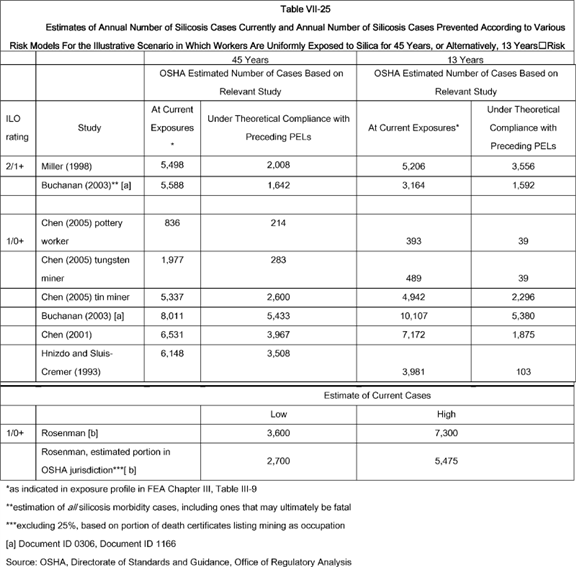 Table VII-25
Estimates of Annual Number of Silicosis Cases Currently and Annual Number of Silicosis Cases Prevented According to Various
Risk Models For the Illustrative Scenario in Which Workers Are Uniformly Exposed to Silica for 45 Years, or Alternatively, 13 Years□Risk
45 Years 13 Years
OSHA Estimated Number of Cases Based on Relevant Study OSHA Estimated Number of Cases Based on Relevant Study
ILO rating Study At Current Exposures * Under Theoretical Compliance with Preceding PELs At Current Exposures* Under Theoretical Compliance with Preceding PELs
2/1+ Miller (1998) 5,498 2,008 5,206 3,556
Buchanan (2003)** [a] 5,588 1,642 3,164 1,592
1/0+ Chen (2005) pottery worker 836 214 393 39
Chen (2005) tungsten miner 1,977 283 489 39
Chen (2005) tin miner 5,337 2,600 4,942 2,296
Buchanan (2003) [a] 8,011 5,433 10,107 5,380
Chen (2001) 6,531 3,967 7,172 1,875
Hnizdo and Sluis-Cremer (1993) 6,148 3,508 3,981 103
Estimate of Current Cases
Low High
1/0+ Rosenman [b] 3,600 7,300
Rosenman, estimated portion in OSHA jurisdiction***[ b] 2,700 5,475
*as indicated in exposure profile in FEA Chapter III, Table III-9
**estimation of all silicosis morbidity cases, including ones that may ultimately be fatal
***excluding 25%, based on portion of death certificates listing mining as occupation
[a] Document ID 0306, Document ID 1166
Source: OSHA, Directorate of Standards and Guidance, Office of Regulatory Analysis